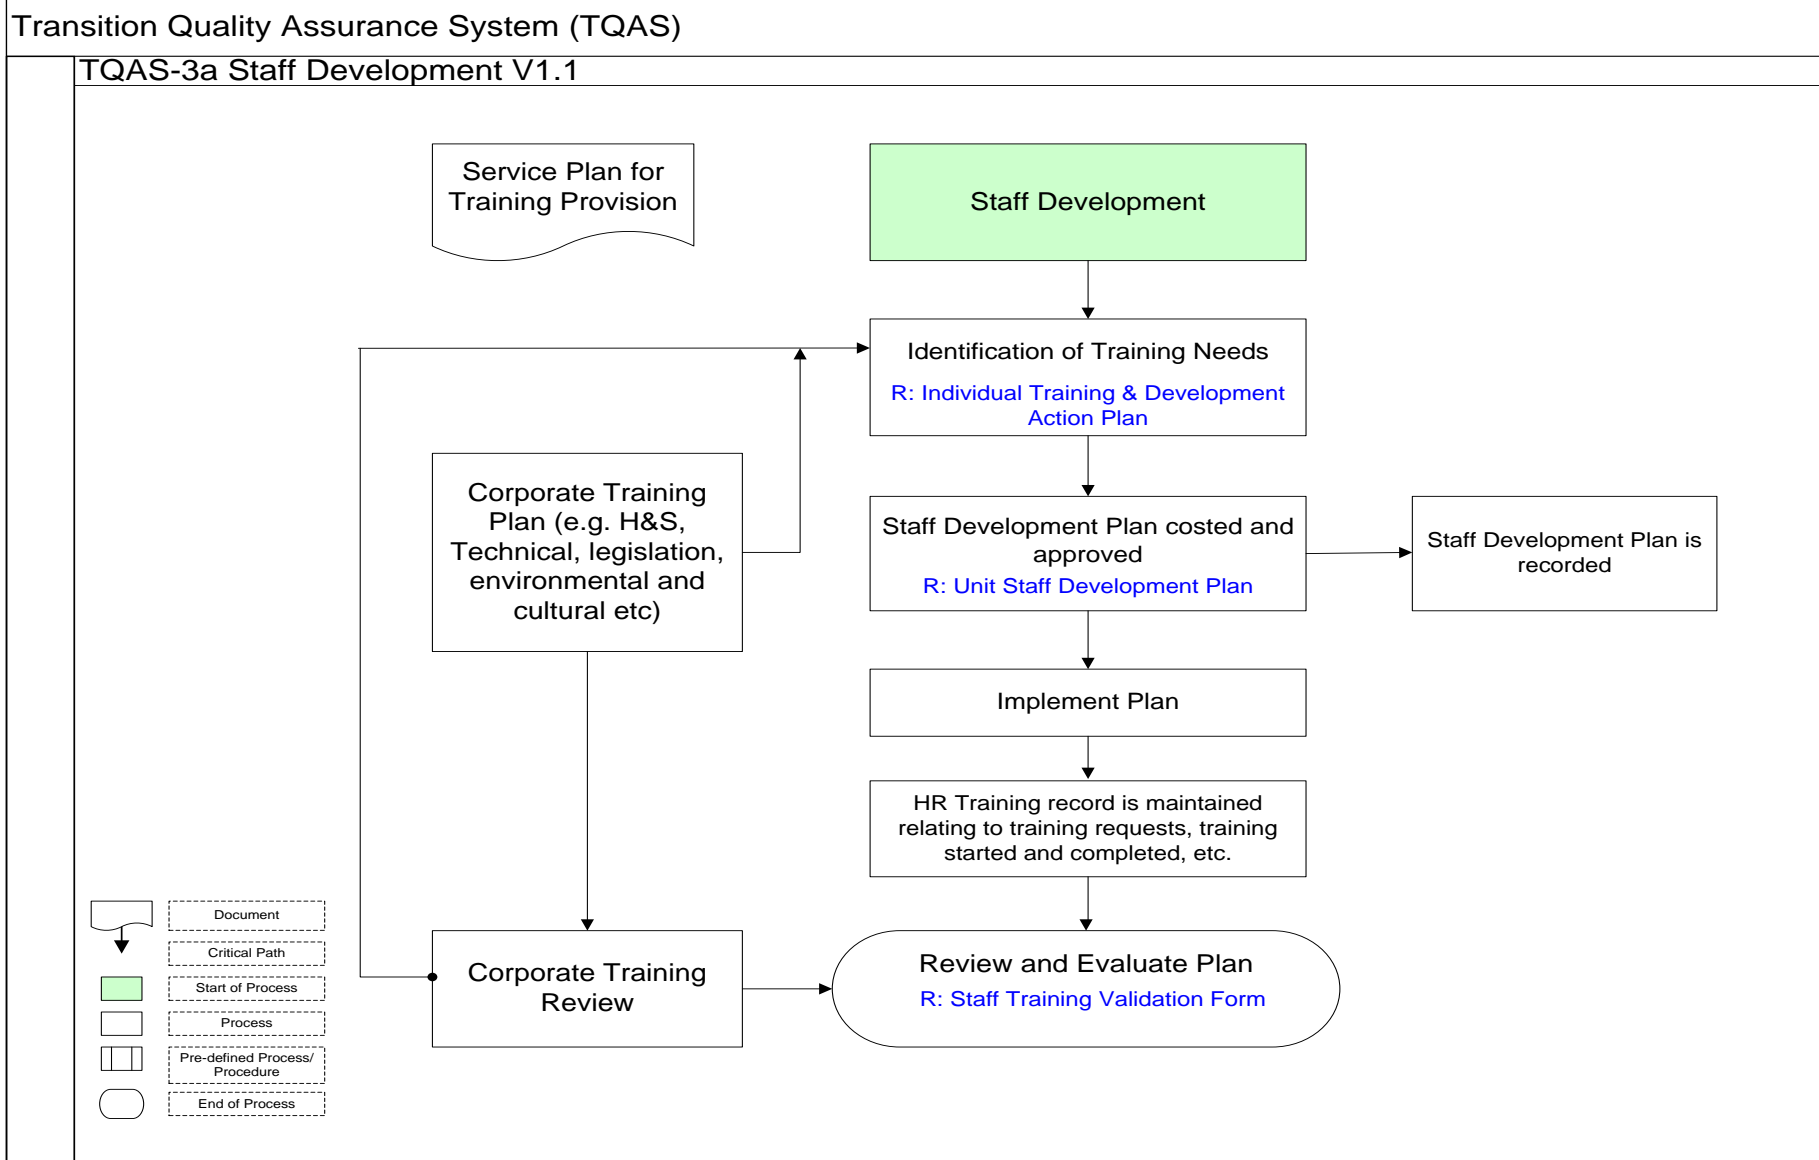 Transition Quality Assurance System (TQAS)
TQAS-3a Staff Development V1.1
Service Plan for
Training Provision
Staff Development
Identification of Training Needs
R: Individual Training & Development
Action Plan
Corporate Training
Plan (e.g. H&S,
Technical, legislation,
environmental and
cultural etc)
Staff Development Plan costed and
approved
R: Unit Staff Development Plan
Staff Development Plan is
recorded
Implement Plan
HR Training record is maintained
relating to training requests, training
started and completed, etc.
Corporate Training
Review
Review and Evaluate Plan
R: Staff Training Validation Form
Document
Critical Path
Start of Process
Process
Pre-defined Process/
Procedure
End of Process